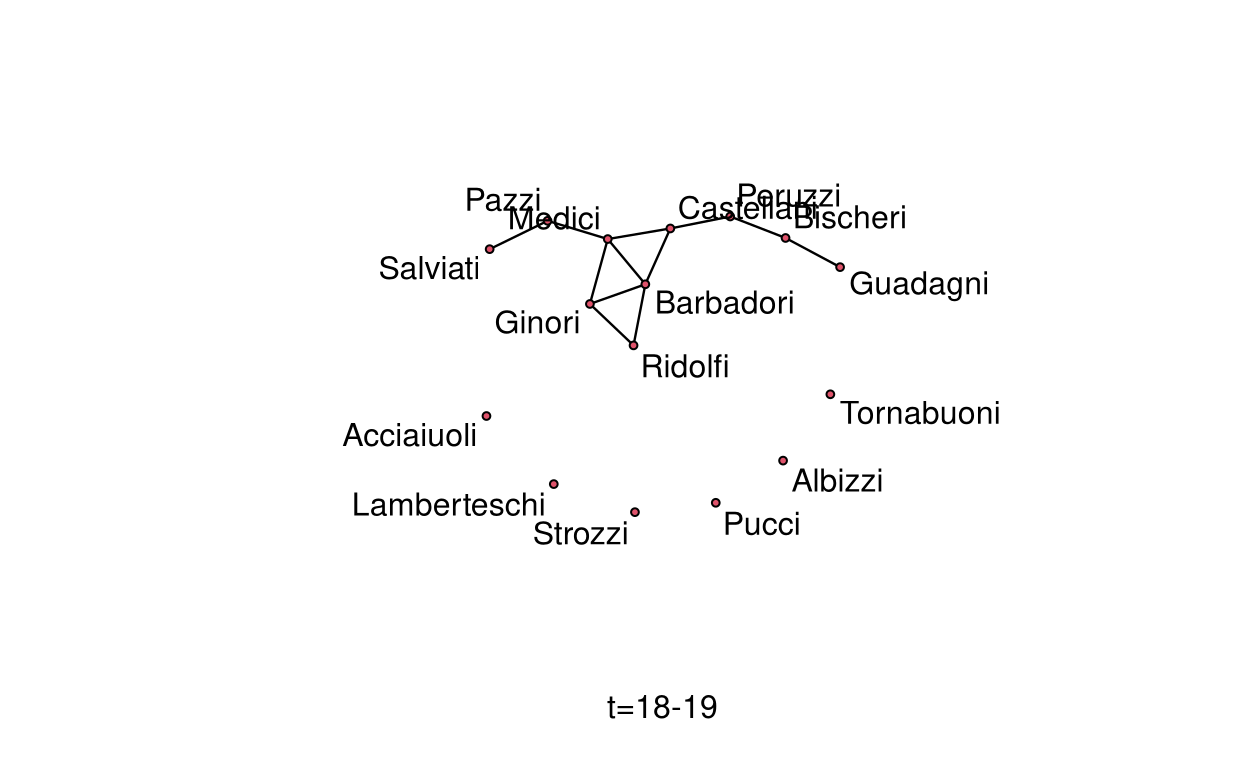 Peruzzi
Pazzi
Castellani
Medici
Bischeri
Salviati
Guadagni
Barbadori
Ginori
Ridolfi
Tornabuoni
Acciaiuoli
Albizzi
Lamberteschi
Pucci
Strozzi
t=18-19